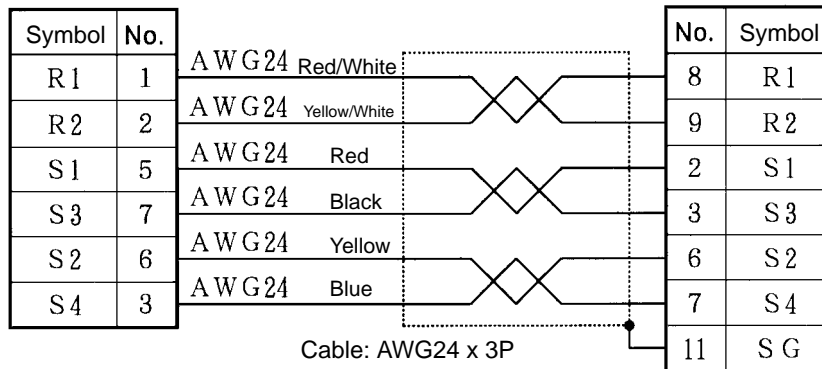 Symbol No.
R1 1
R2 2
S1 5
S3 7
S2 6
S4 3
AWG24 Red/White
AWG24 Yellow/White
AWG24 Red
AWG24 Black
AWG24 Yellow
AWG24 Blue
Cable: AWG24 x 3P
No. Symbol
8 R1
9 R2
2 S1
3 S3
6 S2
7 S4
11 SG